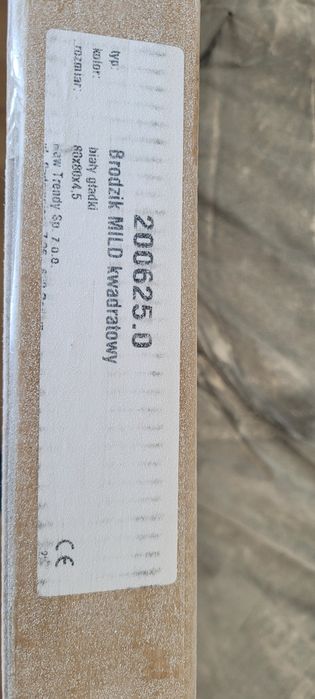 200625.0
typ: Brodzik MILD kwadratowy
kolor: biały gładki
rozmiar: 80x80x4,5
New Trendy Sp. z o.o.
CE